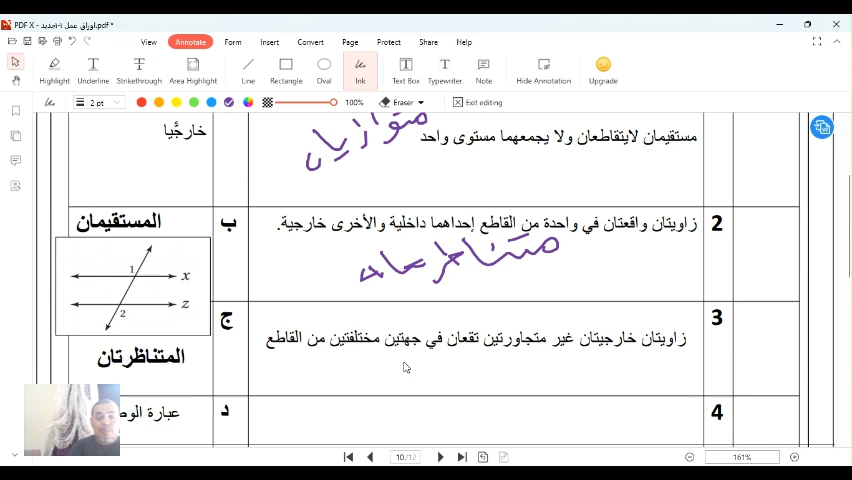 PDF X - اوراق عمل ١-١جديد.pdf *
View Annotate Form Insert Convert Page Protect Share Help
Highlight Underline Strikethrough Area Highlight Line Rectangle Oval Ink Text Box Typewriter Note Hide Annotation Upgrade
2 pt 100% Eraser Exit editing
متوازيان
خارجيًّا
مستقيمان لايتقاطعان ولا يجمعهما مستوى واحد
2 زاويتان واقعتان في واحدة من القاطع إحداهما داخلية والأخرى خارجية. ب المستقيمان
متناظرتان
1 x
2 z
المتناظرتان
3 زاويتان خارجيتان غير متجاورتين تقعان في جهتين مختلفتين من القاطع ج
4 د عبارة
10/12 161%